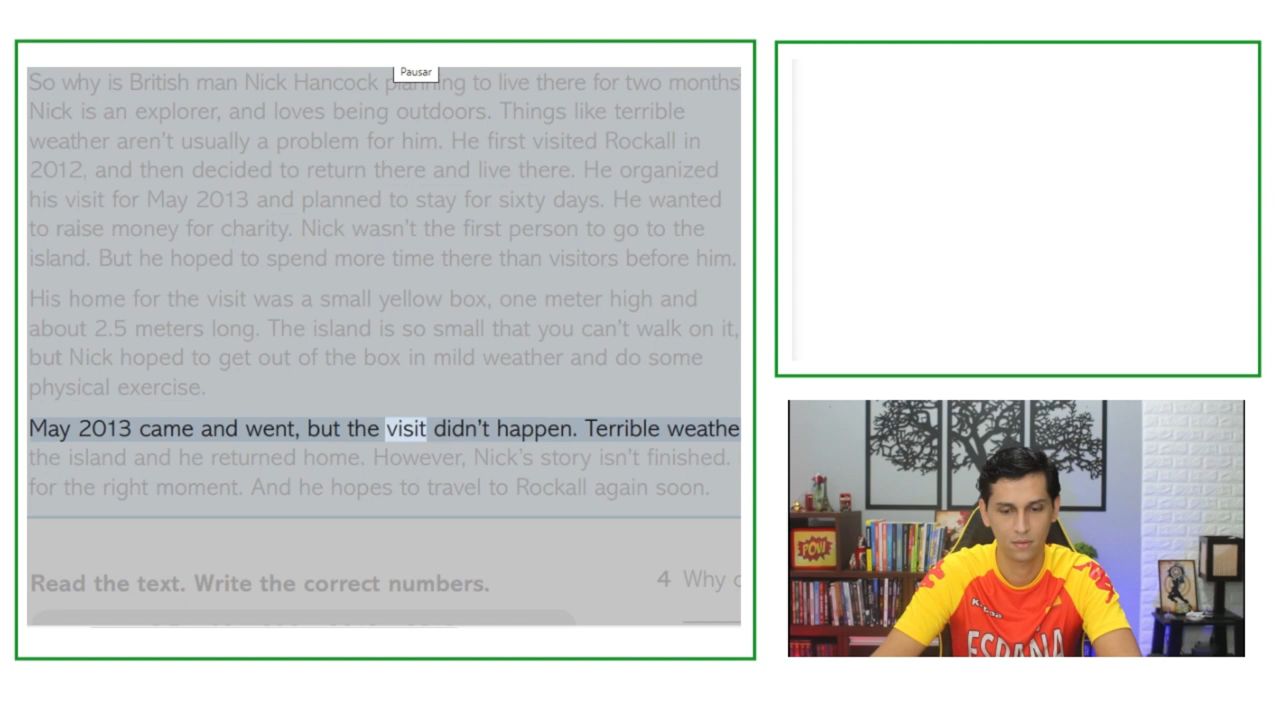 Pausar
So why is British man Nick Hancock planning to live there for two months
Nick is an explorer, and loves being outdoors. Things like terrible
weather aren't usually a problem for him. He first visited Rockall in
2012, and then decided to return there and live there. He organized
his visit for May 2013 and planned to stay for sixty days. He wanted
to raise money for charity. Nick wasn't the first person to go to the
island. But he hoped to spend more time there than visitors before him.
His home for the visit was a small yellow box, one meter high and
about 2.5 meters long. The island is so small that you can't walk on it,
but Nick hoped to get out of the box in mild weather and do some
physical exercise.
May 2013 came and went, but the visit didn't happen. Terrible weathe
the island and he returned home. However, Nick's story isn't finished.
for the right moment. And he hopes to travel to Rockall again soon.
Read the text. Write the correct numbers.
4 Why
POW
ESPAÑA